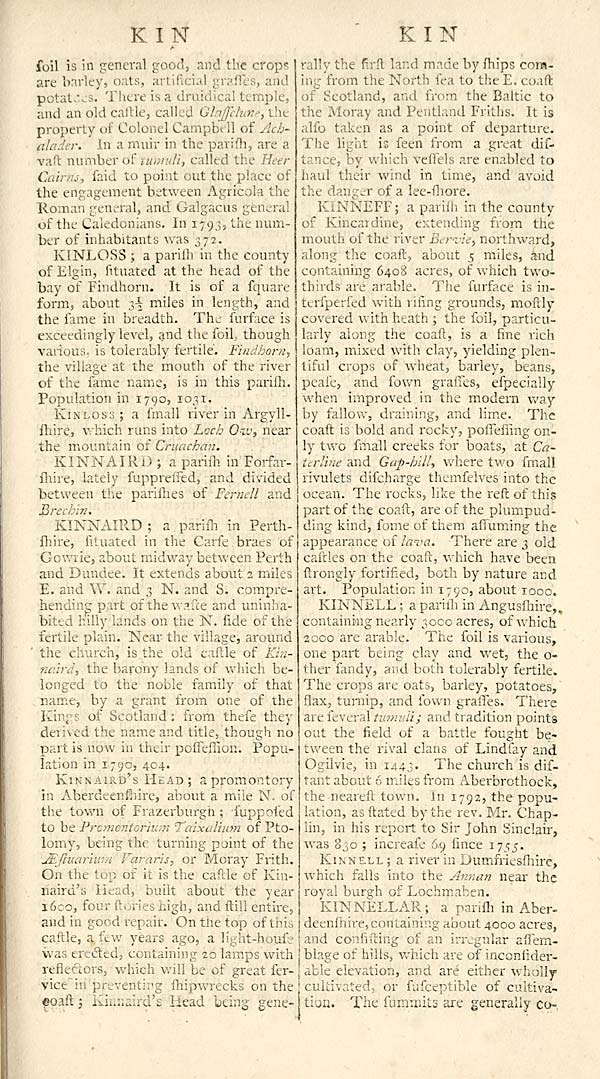 KIN
ſoil is in general good, and the crops
are barley, oats, artificial graſſes, and
potatoes. There is a druidical temple,
and an old caſtle, called Glaſſclune, the
property of Colonel Campbell of Ach-
alader. In a muir in the pariſh, are a
vaſt number of tumuli, called the Heer
Cairns, ſaid to point out the place of
the engagement between Agricola the
Roman general, and Galgacus general
of the Caledonians. In 1793, the num-
ber of inhabitants was 372.
KINLOSS; a pariſh in the county
of Elgin, ſituated at the head of the
bay of Findhorn. It is of a ſquare
form, about 3½ miles in length, and
the ſame in breadth. The ſurface is
exceedingly level, and the ſoil, though
various, is tolerably fertile. Findhorn,
the village at the mouth of the river
of the ſame name, is in this pariſh.
Population in 1790, 1031.
KINLOSS; a ſmall river in Argyll-
ſhire, which runs into Loch Ow, near
the mountain of Cruachan.
KINNAIRD; a pariſh in Forfar-
ſhire, lately ſuppreſſed, and divided
between the pariſhes of Fernell and
Brechin.
KINNAIRD; a pariſh in Perth-
ſhire, ſituated in the Carſe braes of
Gowrie, about midway between Perth
and Dundee. It extends about 2 miles
E. and W. and 3 N. and S. compre-
hending part of the waſte and uninha-
bited hilly lands on the N. ſide of the
fertile plain. Near the village, around
the church, is the old caſtle of Kin-
naird, the barony lands of which be-
longed to the noble family of that
name, by a grant from one of the
Kings of Scotland: from theſe they
derived the name and title, though no
part is now in their poſſeſſion. Popu-
lation in 1790, 404.
KINNAIRD'S HEAD; a promontory
in Aberdeenſhire, about a mile N. of
the town of Frazerburgh; ſuppoſed
to be Promontorium Taixalium of Pto-
lomy, being the turning point of the
Æſtuarium Vararis, or Moray Frith.
On the top of it is the caſtle of Kin-
naird's Head, built about the year
1600, four ſtories high, and ſtill entire,
and in good repair. On the top of this
caſtle, a few years ago, a light-houſe
was erected, containing 20 lamps with
reflectors, which will be of great ſer-
vice in preventing ſhipwrecks on the
coaſt; Kinnaird's Head being gene-
KIN
rally the firſt land made by ſhips com-
ing from the North ſea to the E. coaſt
of Scotland, and from the Baltic to
the Moray and Pentland Friths. It is
alſo taken as a point of departure.
The light is ſeen from a great diſ-
tance, by which veſſels are enabled to
haul their wind in time, and avoid
the danger of a lee-ſhore.
KINNEFF; a pariſh in the county
of Kincardine, extending from the
mouth of the river Bervie, northward,
along the coaſt, about 5 miles, and
containing 6408 acres, of which two-
thirds are arable. The ſurface is in-
terſperſed with riſing grounds, moſtly
covered with heath; the ſoil, particu-
larly along the coaſt, is a fine rich
loam, mixed with clay, yielding plen-
tiful crops of wheat, barley, beans,
peaſe, and ſown graſſes, eſpecially
when improved in the modern way
by fallow, draining, and lime. The
coaſt is bold and rocky, poſſeſſing on-
ly two ſmall creeks for boats, at Ca-
terline and Gap-hill, where two ſmall
rivulets diſcharge themſelves into the
ocean. The rocks, like the reſt of this
part of the coaſt, are of the plumpud-
ding kind, ſome of them aſſuming the
appearance of lava. There are 3 old
caſtles on the coaſt, which have been
ſtrongly fortified, both by nature and
art. Population in 1790, about 1000.
KINNELL; a pariſh in Angusſhire,
containing nearly 3000 acres, of which
2000 are arable. The ſoil is various,
one part being clay and wet, the o-
ther ſandy, and both tolerably fertile.
The crops are oats, barley, potatoes,
flax, turnip, and ſown graſſes. There
are ſeveral tumuli; and tradition points
out the field of a battle fought be-
tween the rival clans of Lindſay and
Ogilvie, in 1443. The church is diſ-
tant about 6 miles from Aberbrothock,
the neareſt town. In 1792, the popu-
lation, as ſtated by the rev. Mr. Chap-
lin, in his report to Sir John Sinclair,
was 830; increaſe 69 ſince 1755.
KINNELL; a river in Dumfriesſhire,
which falls into the Annan near the
royal burgh of Lochmaben.
KINNELLAR; a pariſh in Aber-
deenſhire, containing about 4000 acres,
and conſiſting of an irregular aſſem-
blage of hills, which are of inconſider-
able elevation, and are either wholly
cultivated, or ſuſceptible of cultiva-
tion. The ſummits are generally co-